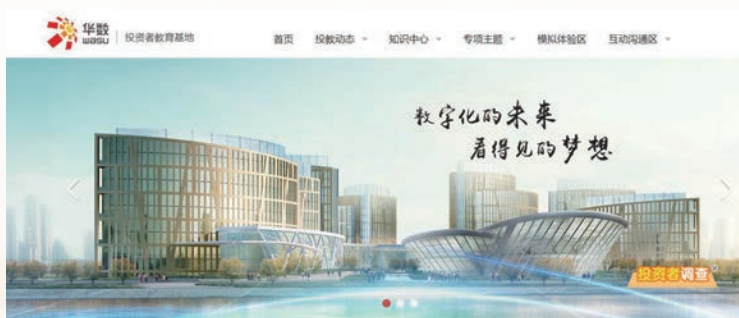 华数
wasu
投资者教育基地
首页 投教动态 知识中心 专项主题 模拟体验区 互动沟通区
数字化的未来
看得见的梦想
投资者调查